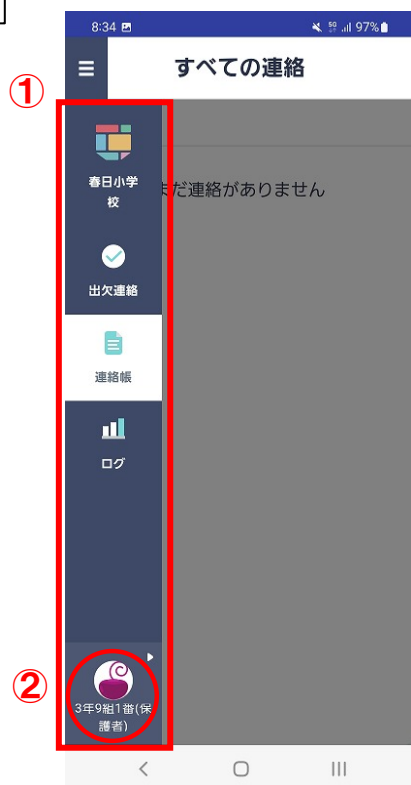 8:34 5G 97%
すべての連絡
①
春日小学
校
まだ連絡がありません
出欠連絡
連絡帳
ログ
②
3年9組1番(保
護者)